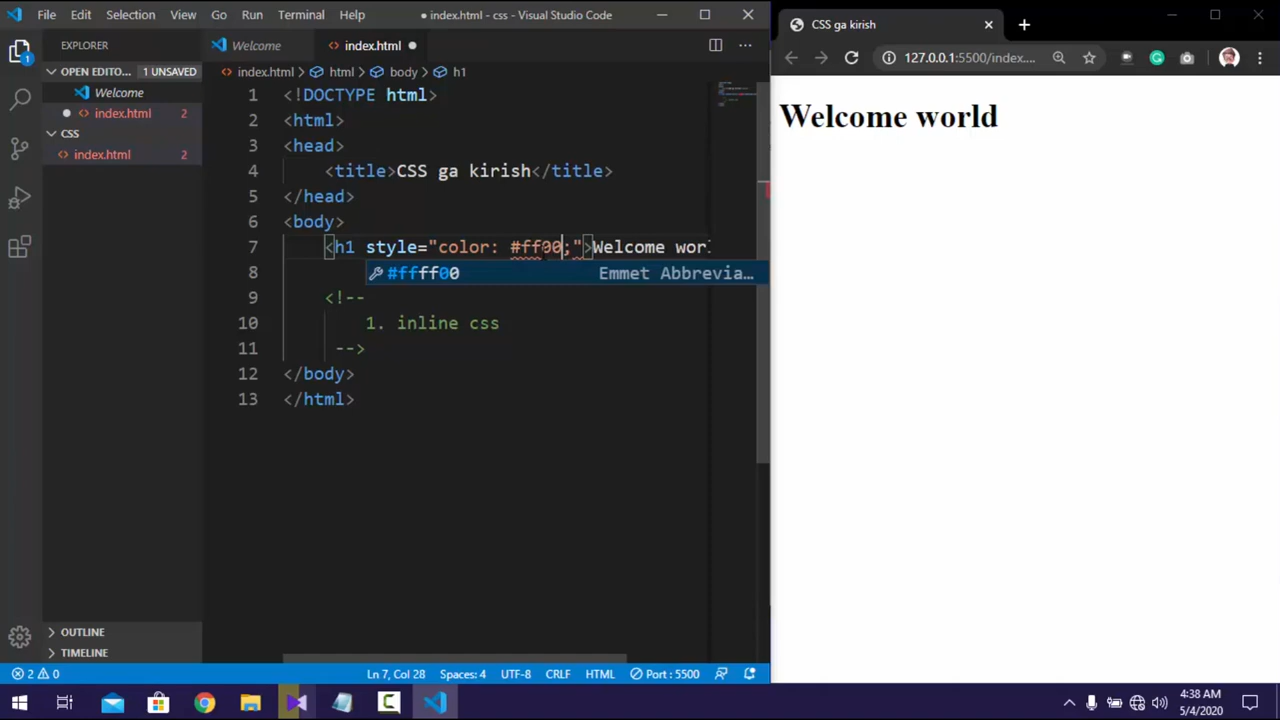 File Edit Selection View Go Run Terminal Help
● index.html - css - Visual Studio Code
CSS ga kirish
EXPLORER
Welcome
index.html
127.0.0.1:5500/index....
OPEN EDITO... 1 UNSAVED
Welcome
index.html 2
CSS
index.html 2
OUTLINE
TIMELINE
1
index.html > html > body > h1
1 <!DOCTYPE html>
2 <html>
3 <head>
4 <title>CSS ga kirish</title>
5 </head>
6 <body>
7 <h1 style="color: #ff00;">Welcome wor
#ffff00 Emmet Abbrevia...
8
9 <!--
10 1. inline css
11 -->
12 </body>
13 </html>
Welcome world
2 0 Ln 7, Col 28 Spaces: 4 UTF-8 CRLF HTML Port : 5500
4:38 AM
5/4/2020